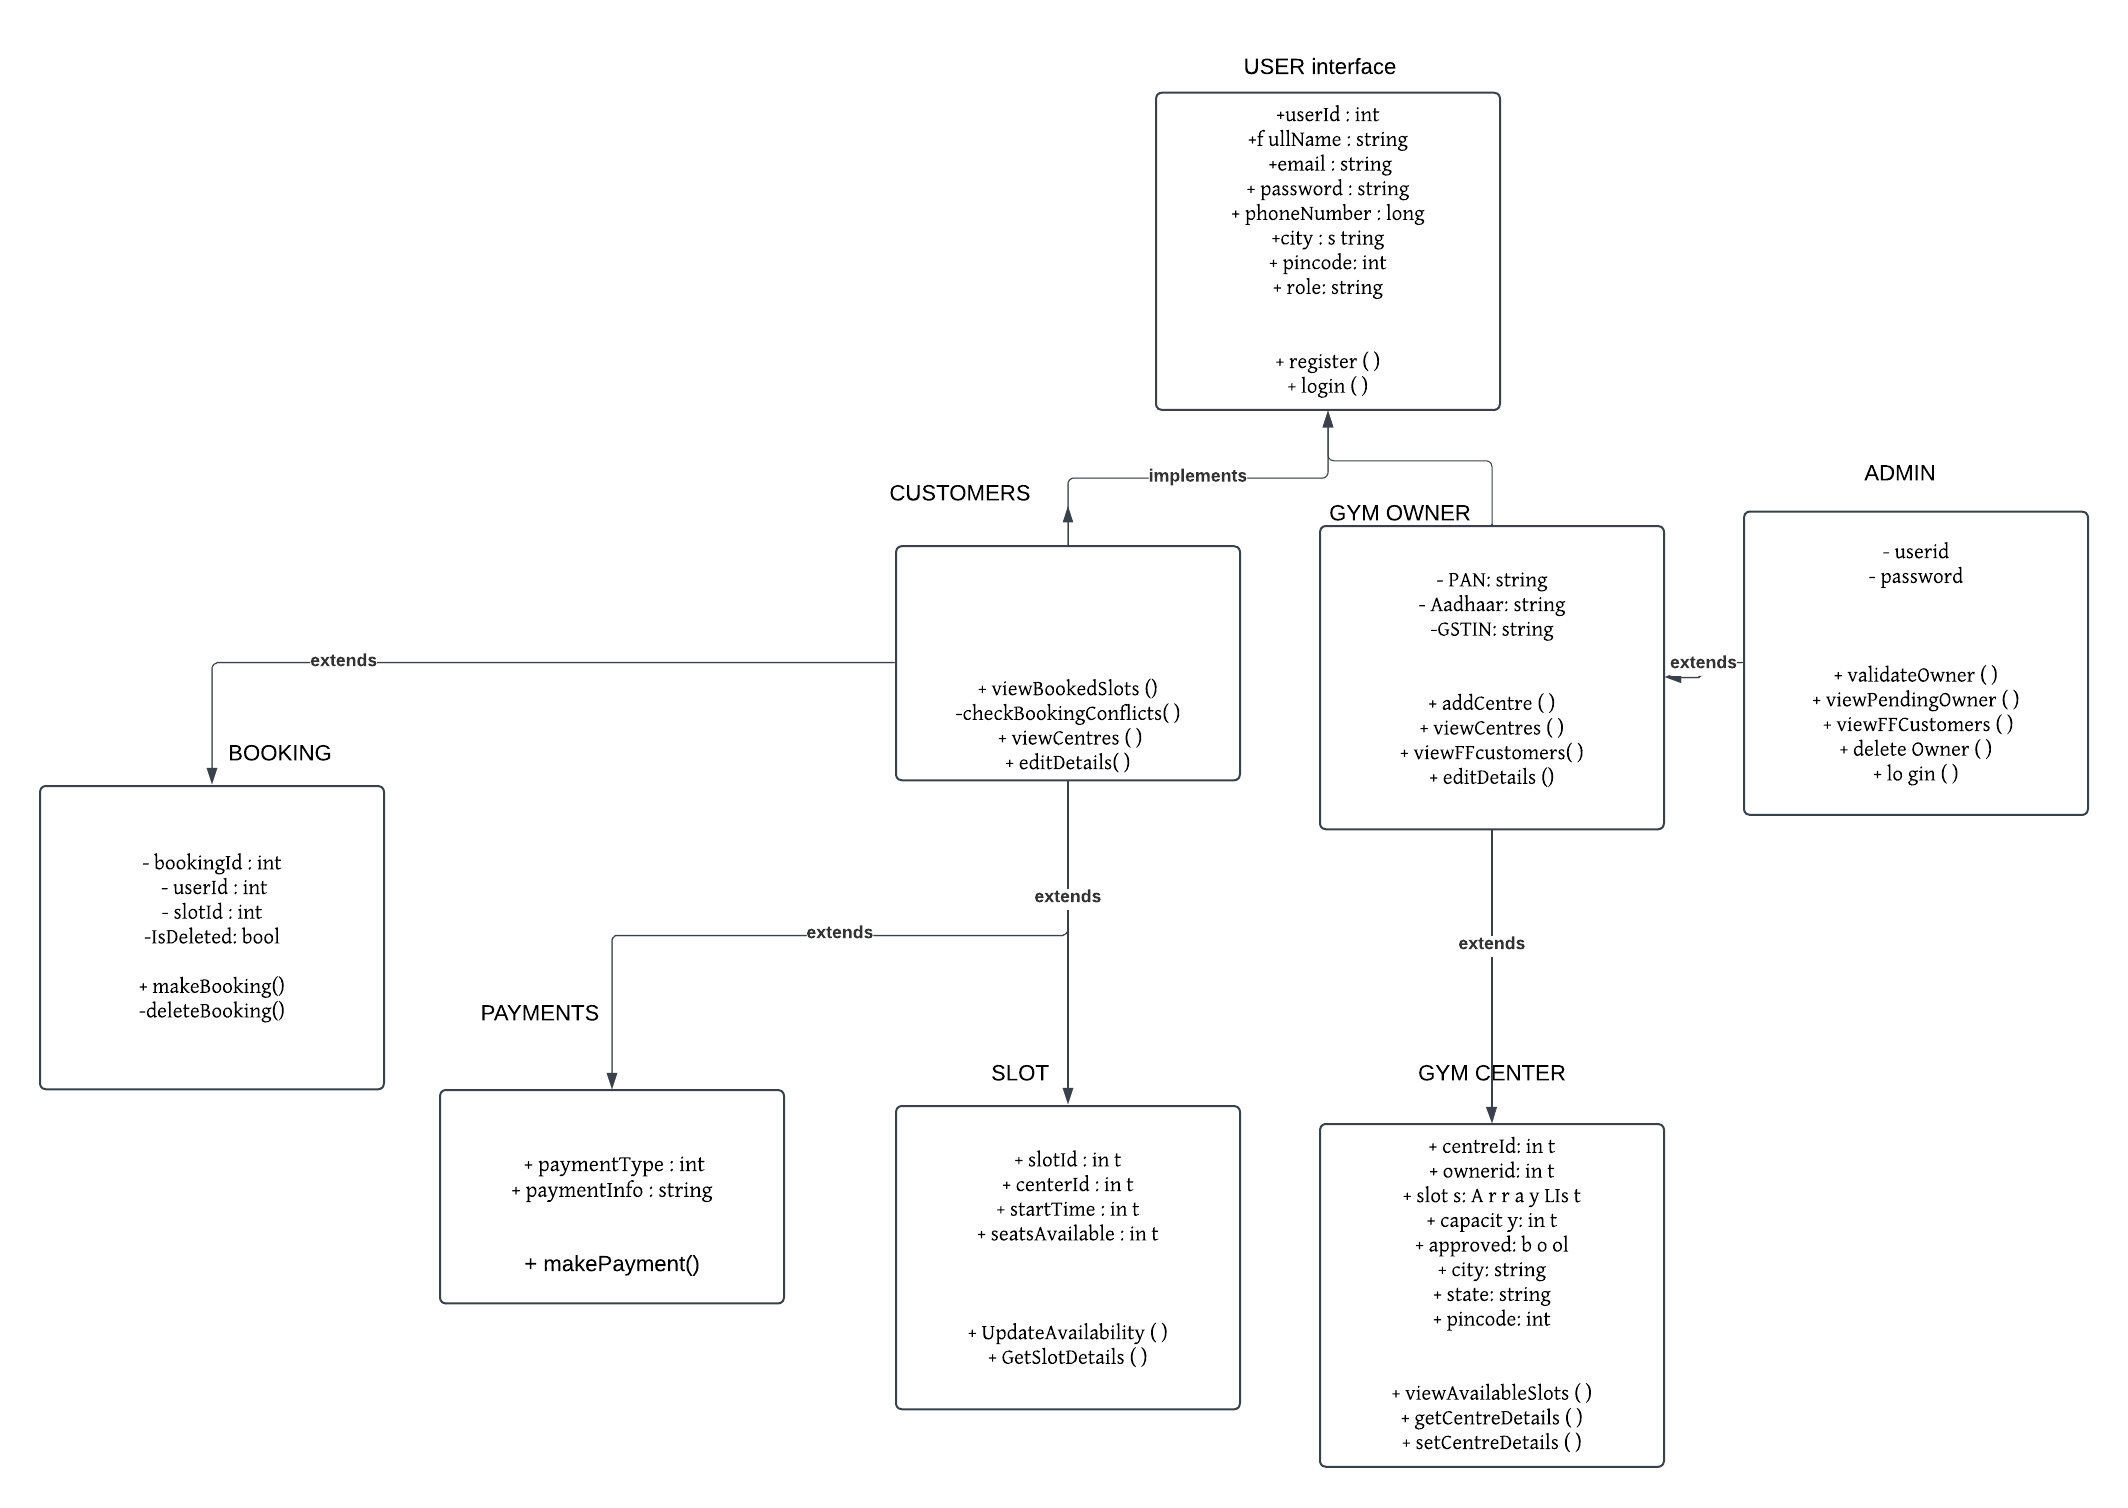 USER interface
+userId : int
+f ullName : string
+email : string
+ password : string
+ phoneNumber : long
+city : s tring
+ pincode: int
+ role: string
+ register ( )
+ login ( )
implements
CUSTOMERS
+ viewBookedSlots ()
-checkBookingConflicts( )
+ viewCentres ( )
+ editDetails( )
GYM OWNER
- PAN: string
- Aadhaar: string
-GSTIN: string
+ addCentre ( )
+ viewCentres ( )
+ viewFFcustomers( )
+ editDetails ()
extends
ADMIN
- userid
- password
+ validateOwner ( )
+ viewPendingOwner ( )
+ viewFFCustomers ( )
+ delete Owner ( )
+ lo gin ( )
extends
BOOKING
- bookingId : int
- userId : int
- slotId : int
-IsDeleted: bool
+ makeBooking()
-deleteBooking()
extends
extends
PAYMENTS
+ paymentType : int
+ paymentInfo : string
+ makePayment()
SLOT
+ slotId : in t
+ centerId : in t
+ startTime : in t
+ seatsAvailable : in t
+ UpdateAvailability ( )
+ GetSlotDetails ( )
extends
GYM CENTER
+ centreId: in t
+ ownerid: in t
+ slot s: A r r a y LIs t
+ capacit y: in t
+ approved: b o ol
+ city: string
+ state: string
+ pincode: int
+ viewAvailableSlots ( )
+ getCentreDetails ( )
+ setCentreDetails ( )